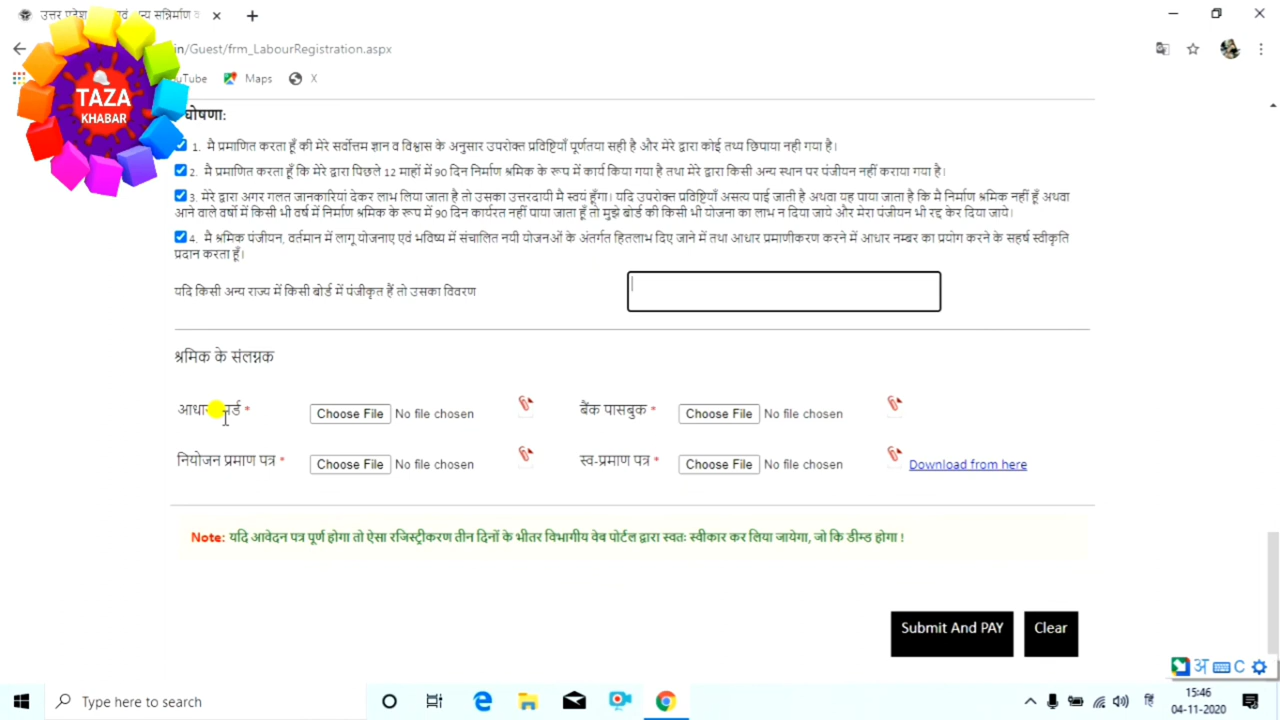 उत्तर प्रदेश
in/Guest/frm_LabourRegistration.aspx
Maps X
TAZA
KHABAR
घोषणा:
1. मै प्रमाणित करता हूँ की मेरे सर्वोत्तम ज्ञान व विश्वास के अनुसार उपरोक्त प्रविष्टियाँ पूर्णतया सही है और मेरे द्वारा कोई तथ्य छिपाया नही गया है।
2. मै प्रमाणित करता हूँ कि मेरे द्वारा पिछले 12 माहों में 90 दिन निर्माण श्रमिक के रूप में कार्य किया गया है तथा मेरे द्वारा किसी अन्य स्थान पर पंजीयन नहीं कराया गया है।
3. मेरे द्वारा अगर गलत जानकारियां देकर लाभ लिया जाता है तो उसका उत्तरदायी मै स्वयं हूँगा। यदि उपरोक्त प्रविष्टियाँ असत्य पाई जाती है अथवा यह पाया जाता है कि मै निर्माण श्रमिक नहीं हूँ अथवा
आने वाले वर्षो में किसी भी वर्ष में निर्माण श्रमिक के रूप में 90 दिन कार्यरत नहीं पाया जाता हूँ तो मुझे बोर्ड की किसी भी योजना का लाभ न दिया जाये और मेरा पंजीयन भी रद्द कर दिया जाये।
4. मै श्रमिक पंजीयन, वर्तमान में लागू योजनाए एवं भविष्य में संचालित नयी योजनओं के अंतर्गत हितलाभ दिए जाने में तथा आधार प्रमाणीकरण करने में आधार नम्बर का प्रयोग करने के सहर्ष स्वीकृति
प्रदान करता हूँ।
यदि किसी अन्य राज्य में किसी बोर्ड में पंजीकृत हैं तो उसका विवरण
श्रमिक के संलग्नक
* Choose File No file chosen बैंक पासबुक * Choose File No file chosen
नियोजन प्रमाण पत्र * Choose File No file chosen स्व-प्रमाण पत्र * Choose File No file chosen Download from here
Note: यदि आवेदन पत्र पूर्ण होगा तो ऐसा रजिस्ट्रीकरण तीन दिनों के भीतर विभागीय वेब पोर्टल द्वारा स्वतः स्वीकार कर लिया जायेगा, जो कि डीम्ड होगा !
Submit And PAY Clear
अ C
Type here to search
हिं
15:46
04-11-2020